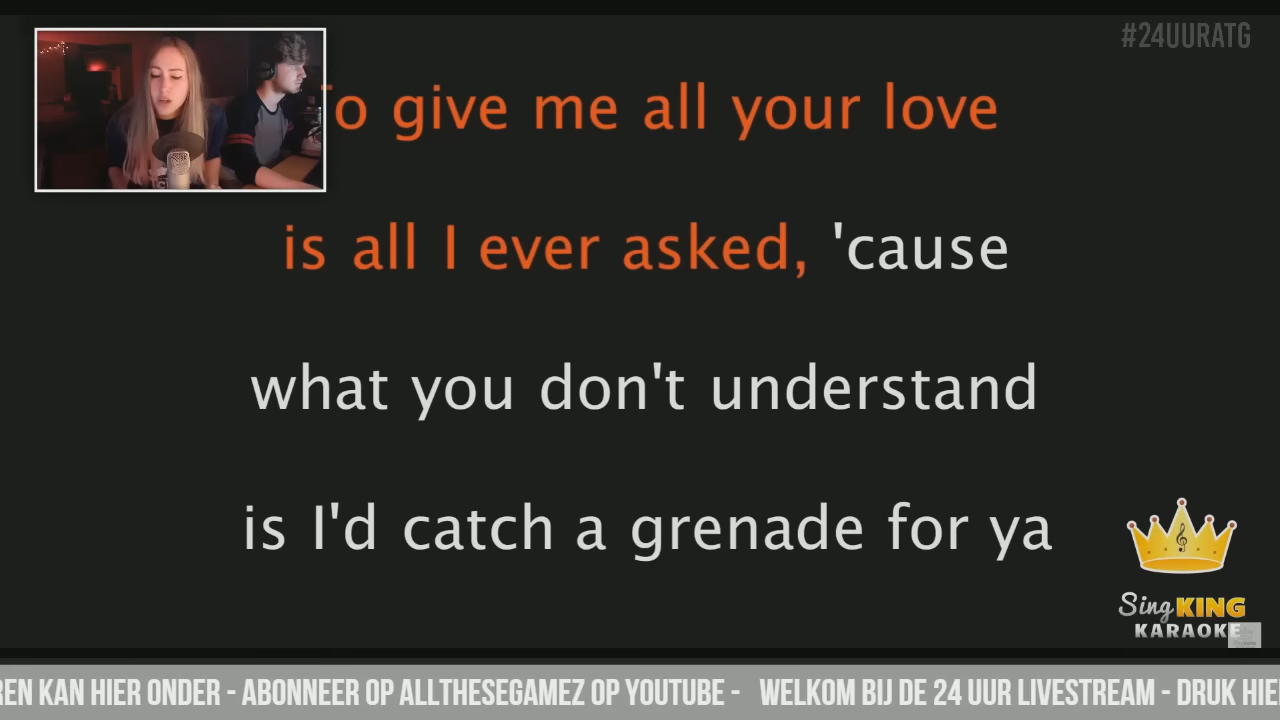 #24UURATG
To give me all your love
is all I ever asked, 'cause
what you don't understand
is I'd catch a grenade for ya
Sing KING
KARAOKE
REN KAN HIER ONDER - ABONNEER OP ALLTHESEGAMEZ OP YOUTUBE - WELKOM BIJ DE 24 UUR LIVESTREAM - DRUK HIE